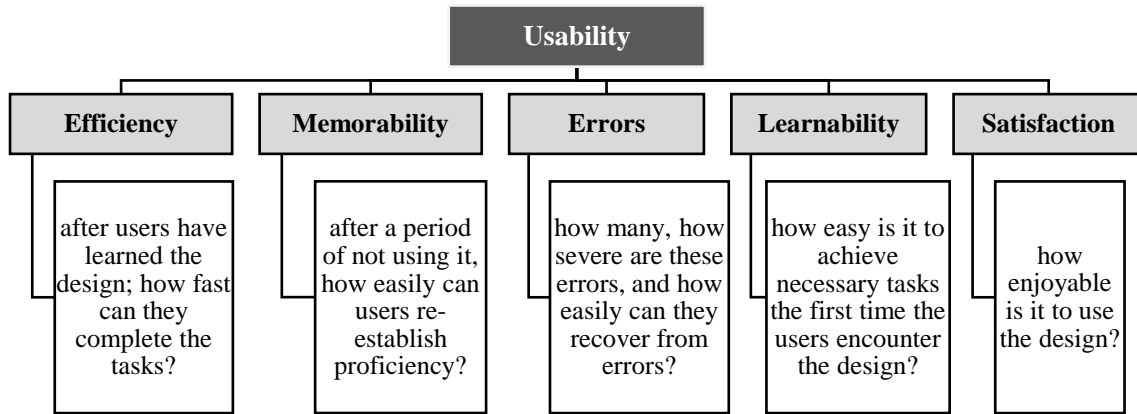 Usability
Efficiency
Memorability
Errors
Learnability
Satisfaction
after users have
learned the
design; how fast
can they
complete the
tasks?
after a period
of not using it,
how easily can
users re-
establish
proficiency?
how many, how
severe are these
errors, and how
easily can they
recover from
errors?
how easy is it to
achieve
necessary tasks
the first time the
users encounter
the design?
how
enjoyable
is it to use
the design?